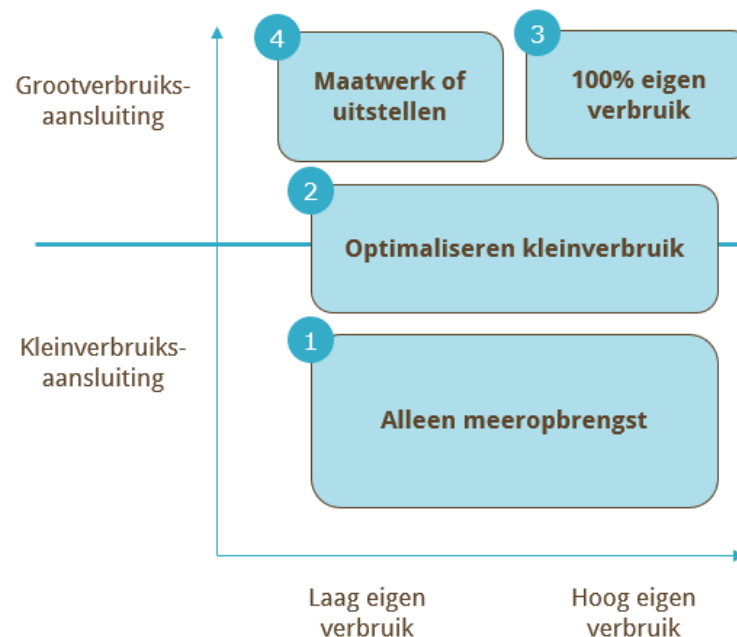 Grootverbruiks-
aansluiting
4
Maatwerk of
uitstellen
3
100% eigen
verbruik
2
Optimaliseren kleinverbruik
Kleinverbruiks-
aansluiting
1
Alleen meeropbrengst
Laag eigen
verbruik
Hoog eigen
verbruik